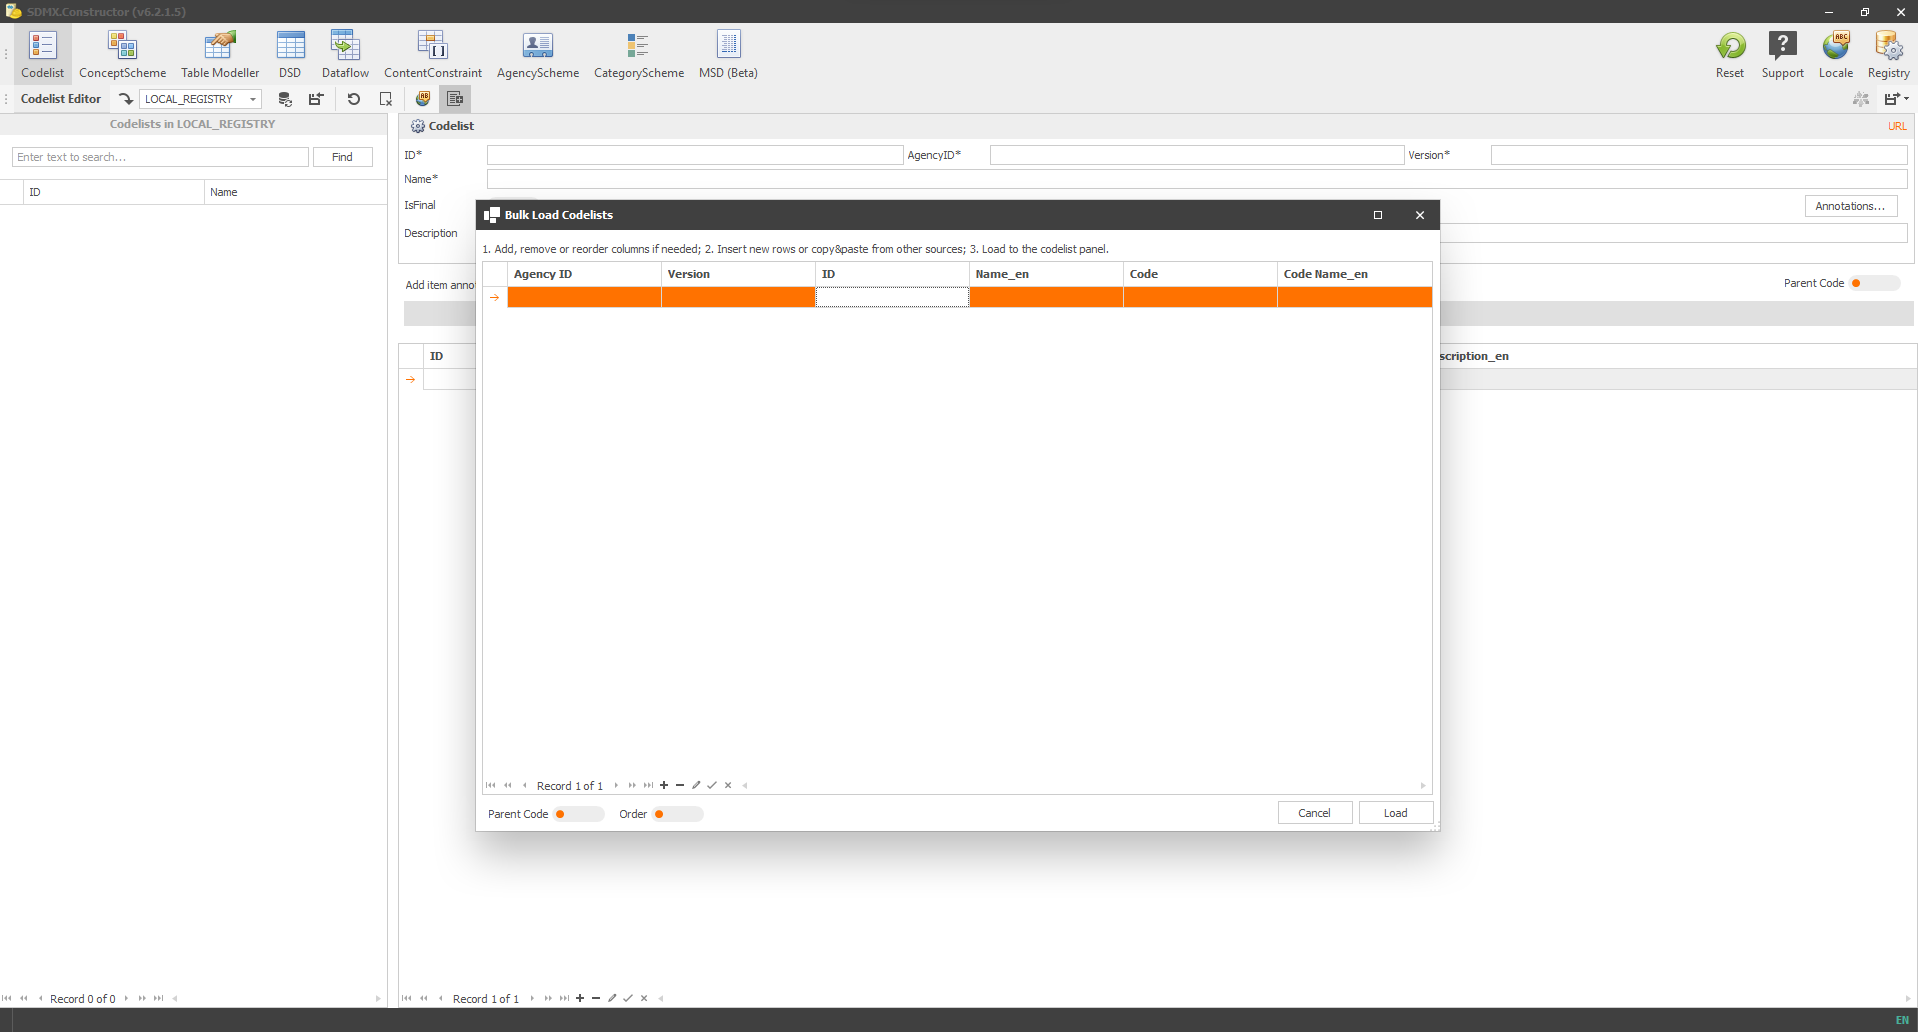 SDMX.Constructor (v6.2.1.5)
Codelist
ConceptScheme
Table Modeller
DSD
Dataflow
ContentConstraint
AgencyScheme
CategoryScheme
MSD (Beta)
Reset
Support
Locale
Registry
Codelist Editor
LOCAL_REGISTRY
Codelists in LOCAL_REGISTRY
Enter text to search...
Find
ID
Name
Record 0 of 0
Codelist
URL
ID*
AgencyID*
Version*
Name*
IsFinal
Annotations...
Description
Add item annot
Parent Code
ID
scription_en
Record 1 of 1
Bulk Load Codelists
1. Add, remove or reorder columns if needed; 2. Insert new rows or copy&paste from other sources; 3. Load to the codelist panel.
Agency ID
Version
ID
Name_en
Code
Code Name_en
Record 1 of 1
Parent Code
Order
Cancel
Load
EN